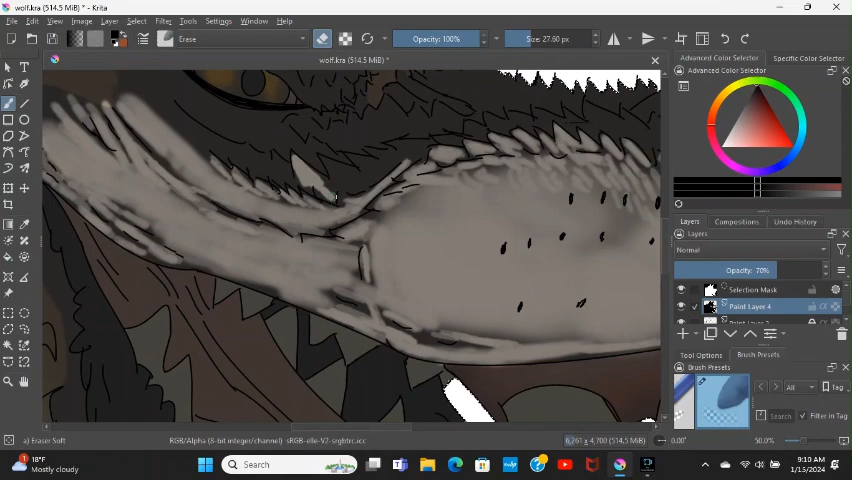 wolf.kra (514.5 MiB) * - Krita
File Edit View Image Layer Select Filter Tools Settings Window Help
Erase Opacity: 100% Size: 27.60 px
wolf.kra (514.5 MiB) *
Advanced Color Selector Specific Color Selector
Advanced Color Selector
Layers Compositions Undo History
Layers
Normal
Opacity: 70%
Selection Mask
Paint Layer 4
Tool Options Brush Presets
Brush Presets
All Tag
Search Filter in Tag
a) Eraser Soft RGB/Alpha (8-bit integer/channel) sRGB-elle-V2-srgbtrc.icc 6,261 x 4,700 (514.5 MiB) 0.00° 50.0%
1 18°F
Mostly cloudy
Search
9:10 AM
1/15/2024